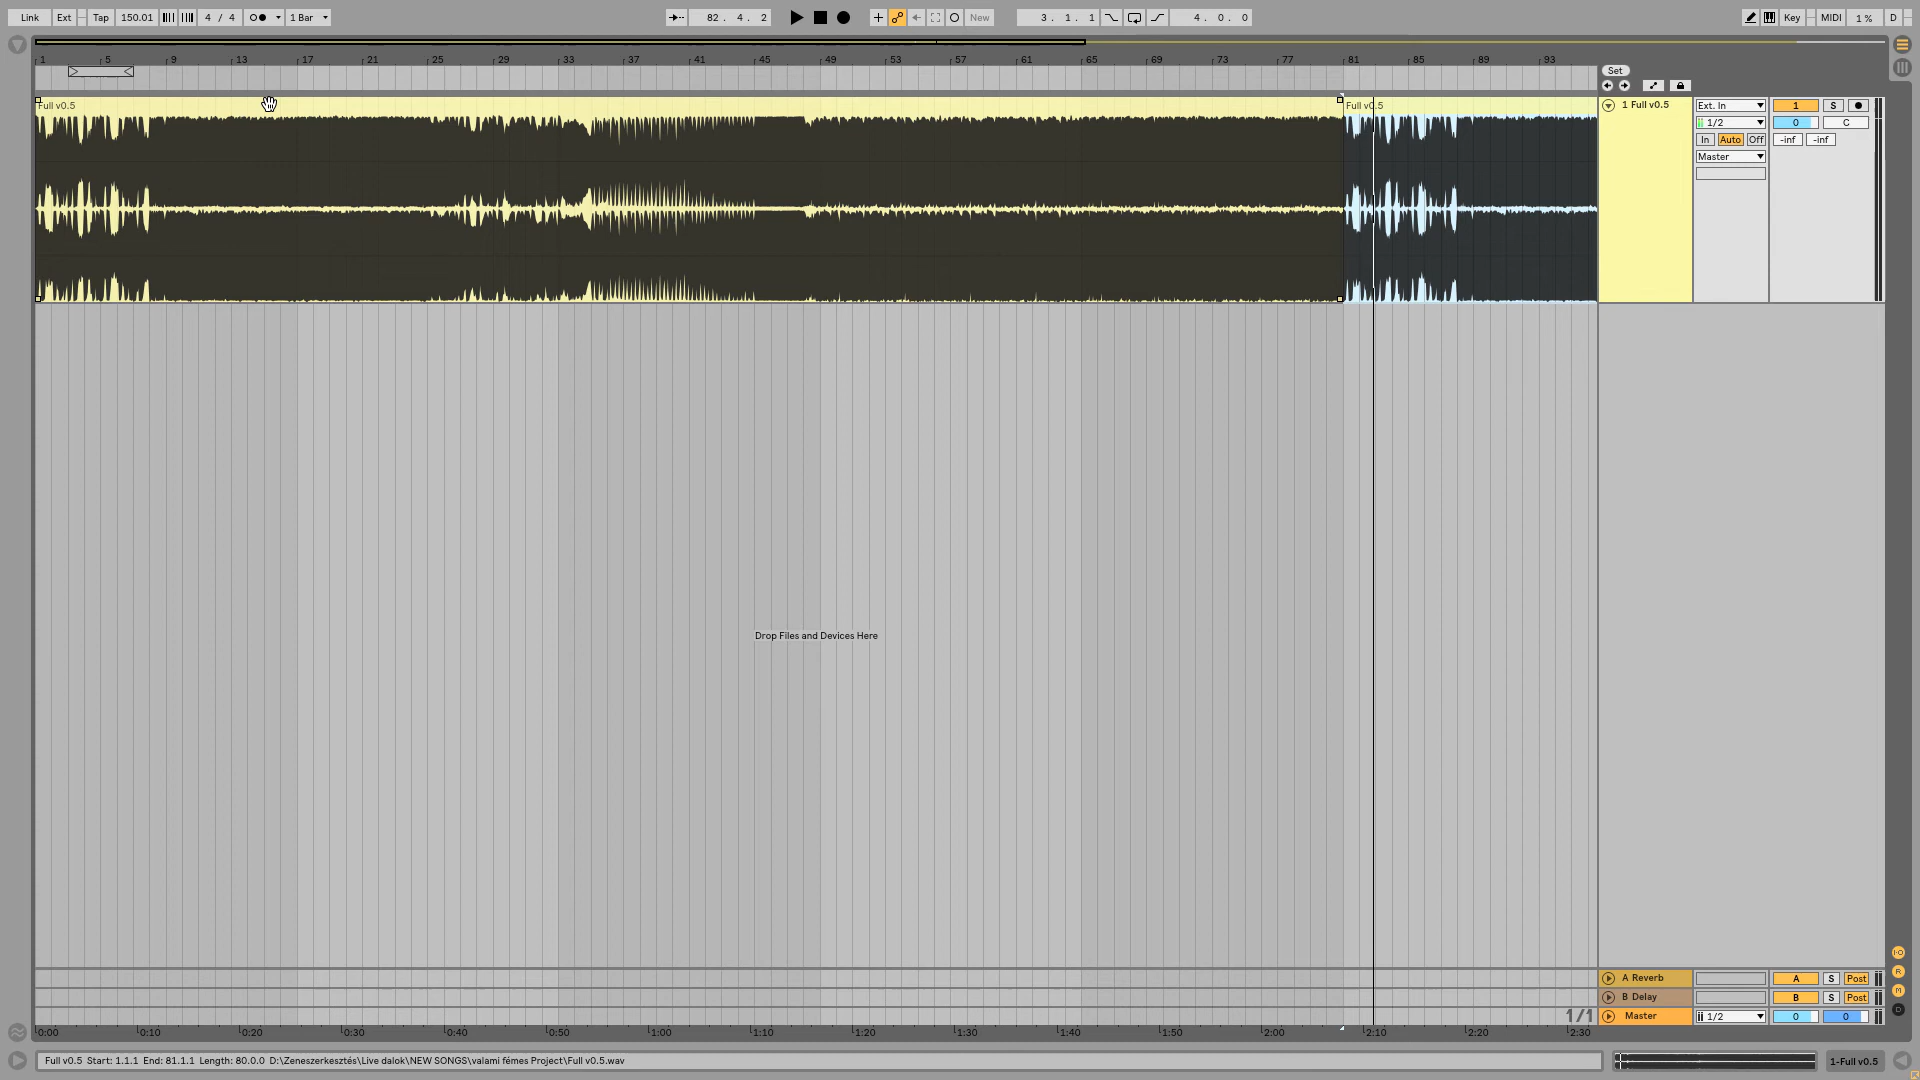 Link Ext Tap 150.01 4 / 4 1 Bar 82. 4. 2 New 3. 1. 1 4. 0. 0 Key MIDI 1 % D
1 5 9 13 17 21 25 29 33 37 41 45 49 53 57 61 65 69 73 77 81 85 89 93
Set
Full v0.5 Full v0.5 1 Full v0.5 Ext. In 1 S
1/2 0 C
In Auto Off -inf -inf
Master
Drop Files and Devices Here
A Reverb A S Post
B Delay B S Post
1/1 Master 1/2 0 0
0:00 0:10 0:20 0:30 0:40 0:50 1:00 1:10 1:20 1:30 1:40 1:50 2:00 2:10 2:20 2:30
Full v0.5 Start: 1.1.1 End: 81.1.1 Length: 80.0.0 D:\Zeneszerkesztés\Live dalok\NEW SONGS\valami fémes Project\Full v0.5.wav 1-Full v0.5